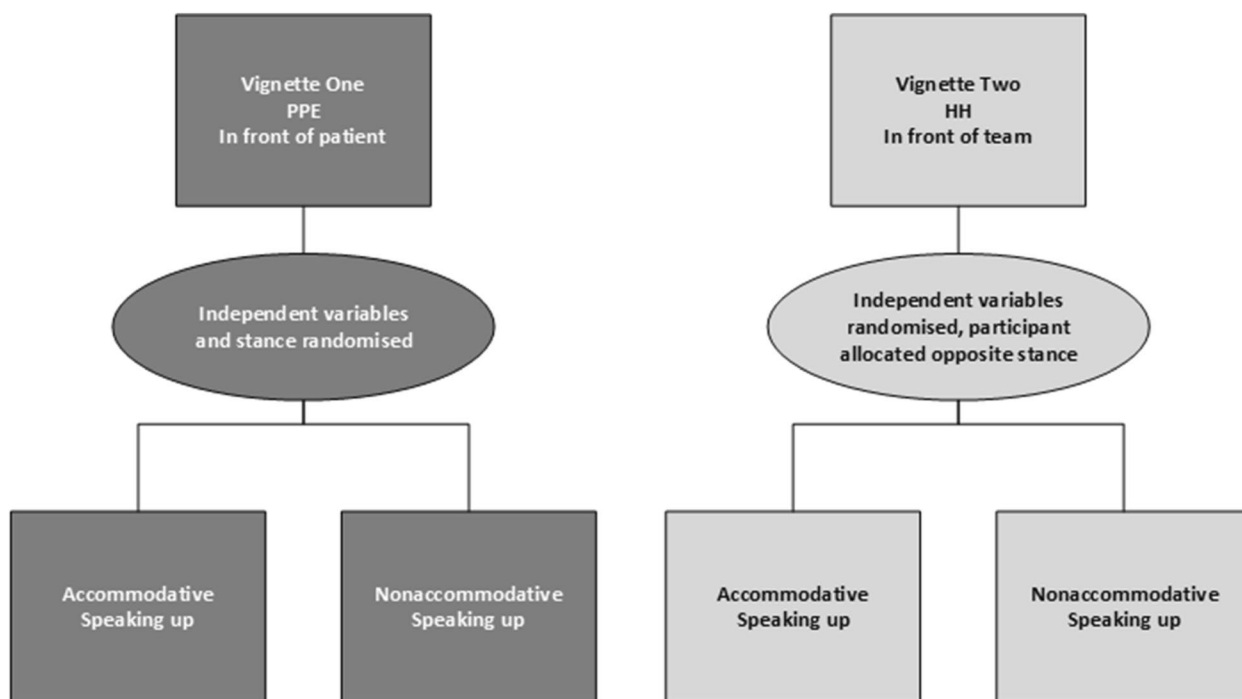 Vignette One
PPE
In front of patient
Vignette Two
HH
In front of team
Independent variables
and stance randomised
Independent variables
randomised, participant
allocated opposite stance
Accommodative
Speaking up
Nonaccommodative
Speaking up
Accommodative
Speaking up
Nonaccommodative
Speaking up